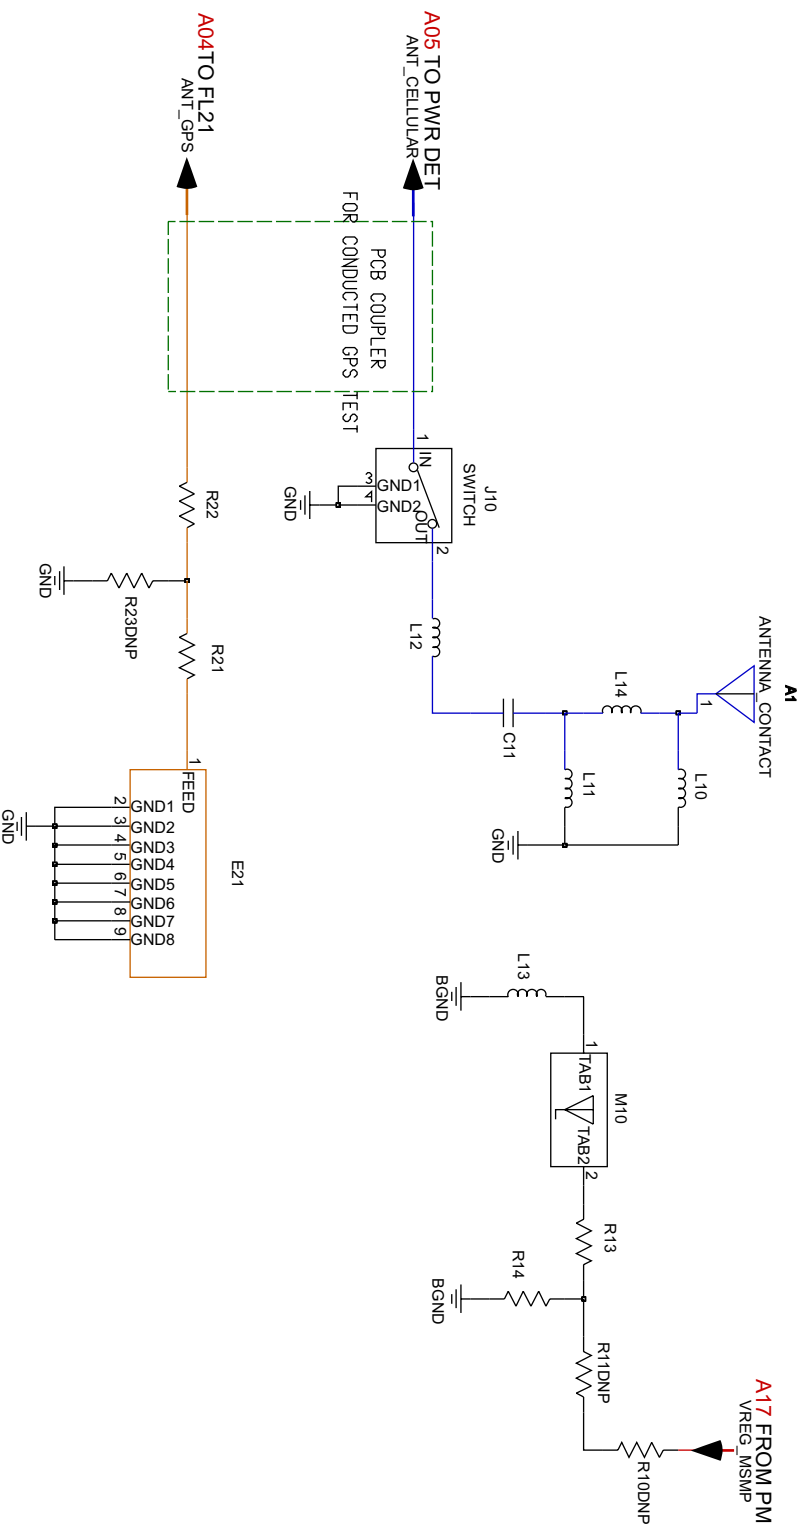 A04TO FL21
ANT_GPS
A05 TO PWR DET
ANT_CELLULAR
PCB COUPLER
FOR CONDUCTED GPS TEST
J10
SWITCH
1
IN
3
GND1
4
GND2
OUT
2
GND
R22
R23DNP
GND
R21
L12
C11
L14
L11
L10
GND
A1
ANTENNA_CONTACT
1
1
FEED
E21
2
GND1
3
GND2
4
GND3
5
GND4
6
GND5
7
GND6
8
GND7
9
GND8
GND
L13
BGND
M10
1
TAB1
TAB2
2
R13
R14
BGND
R11DNP
R10DNP
A17 FROM PM
VREG_MSMP